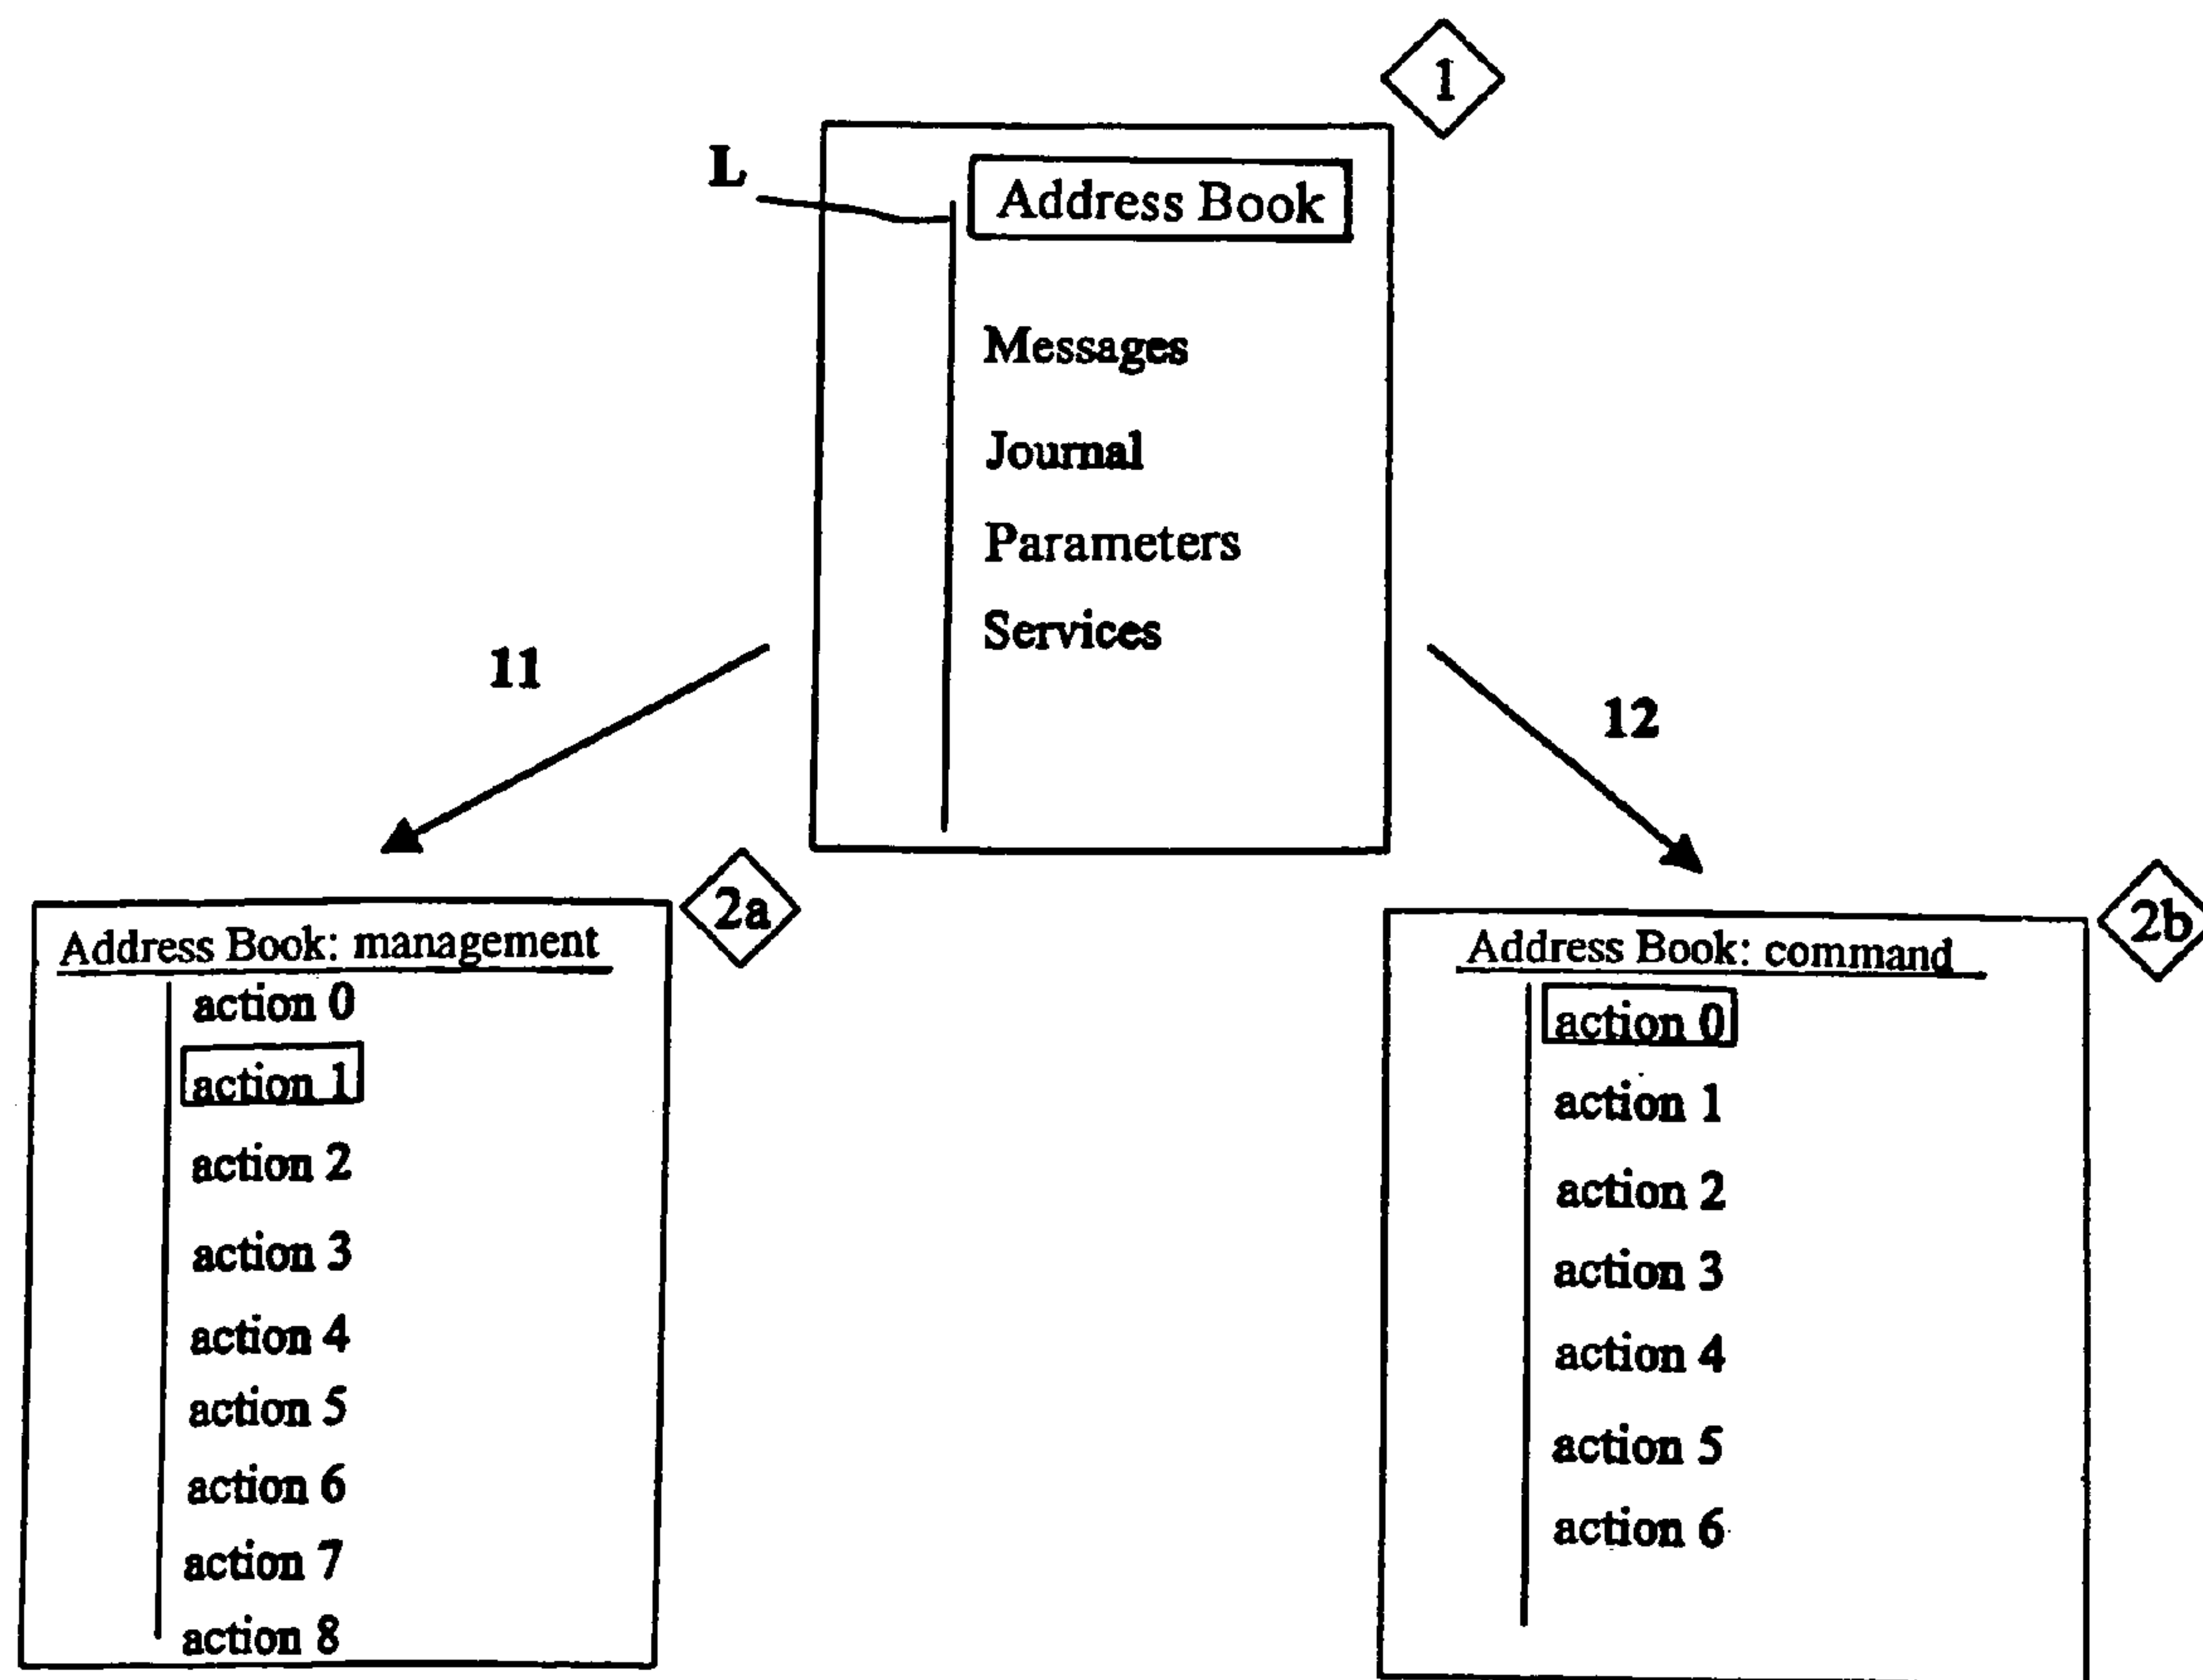 1
L
Address Book
Messages
Journal
Parameters
Services
11
12
2a
Address Book: management
action 0
action 1
action 2
action 3
action 4
action 5
action 6
action 7
action 8
2b
Address Book: command
action 0
action 1
action 2
action 3
action 4
action 5
action 6